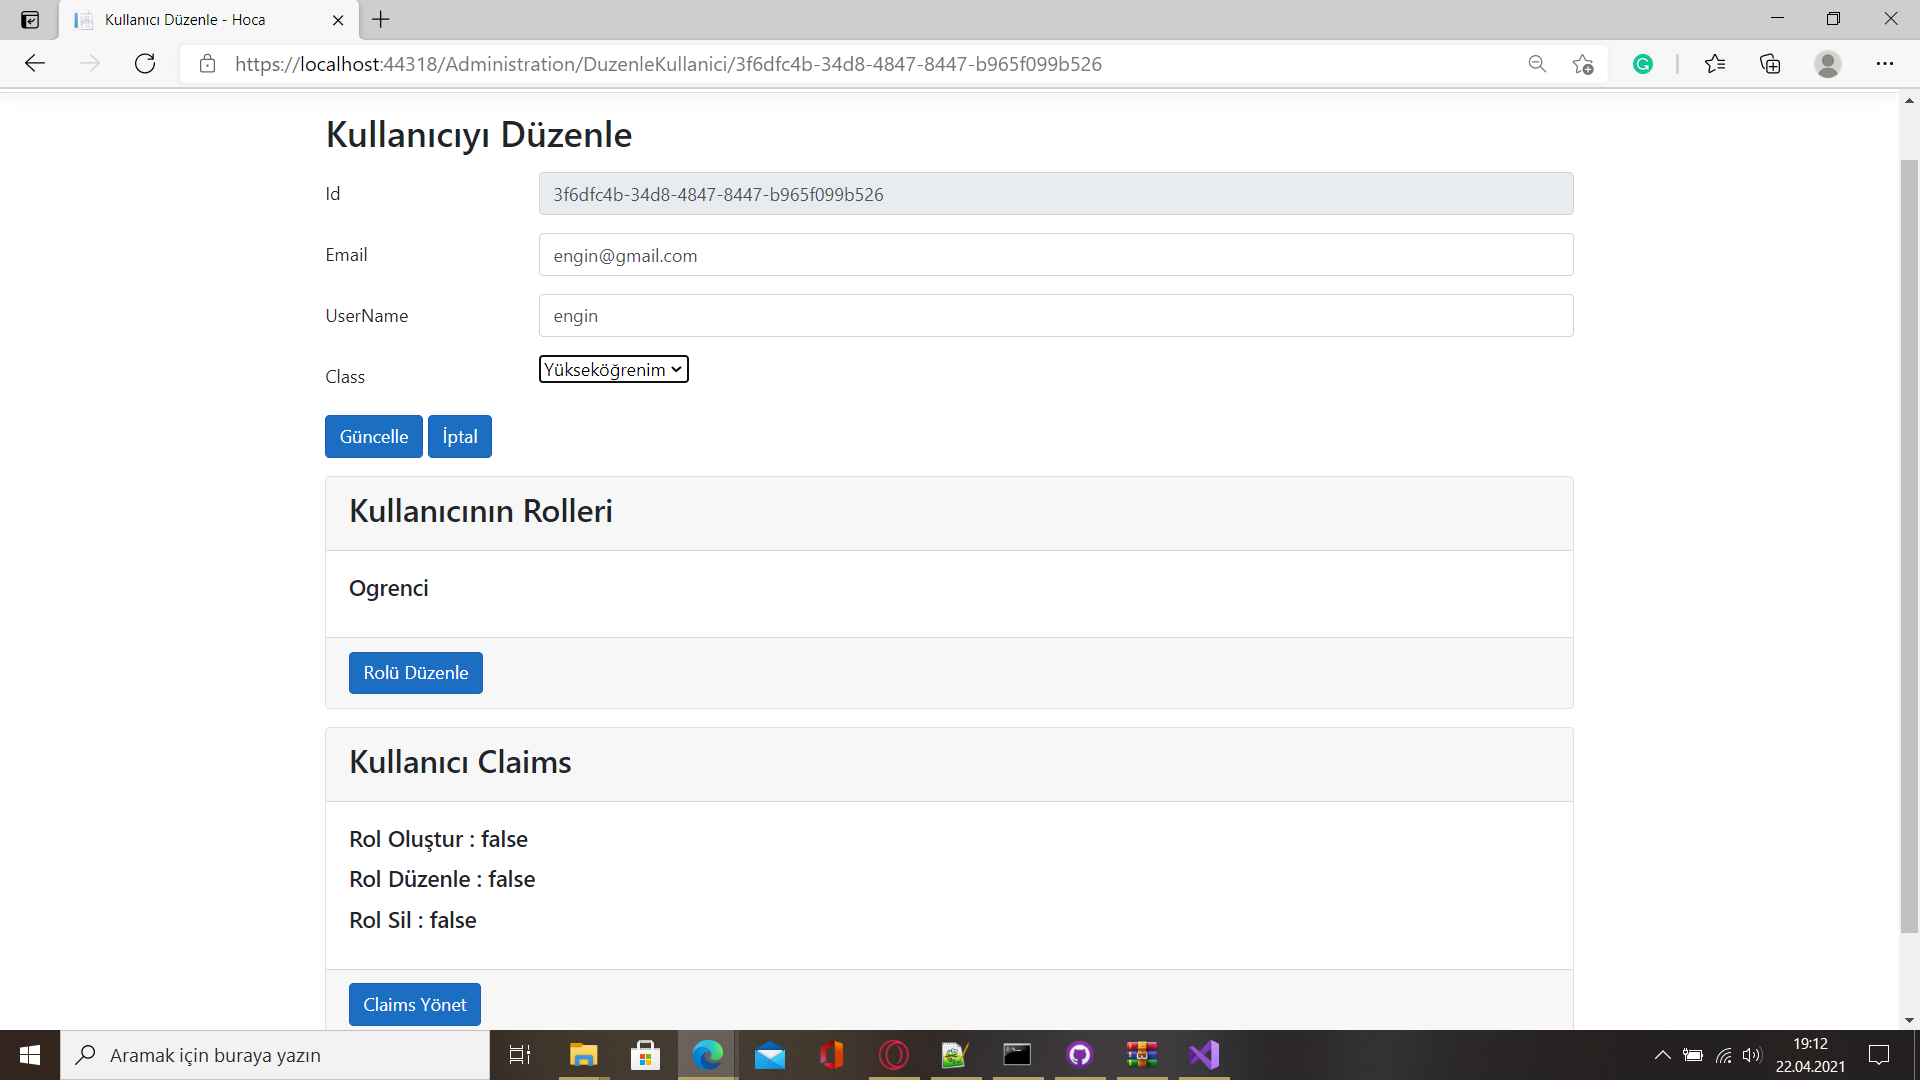 Kullanıcı Düzenle - Hoca
https://localhost:44318/Administration/DuzenleKullanici/3f6dfc4b-34d8-4847-8447-b965f099b526
Kullanıcıyı Düzenle
Id
3f6dfc4b-34d8-4847-8447-b965f099b526
Email
engin@gmail.com
UserName
engin
Class
Yükseköğrenim
Güncelle
İptal
Kullanıcının Rolleri
Ogrenci
Rolü Düzenle
Kullanıcı Claims
Rol Oluştur : false
Rol Düzenle : false
Rol Sil : false
Claims Yönet
Aramak için buraya yazın
19:12
22.04.2021